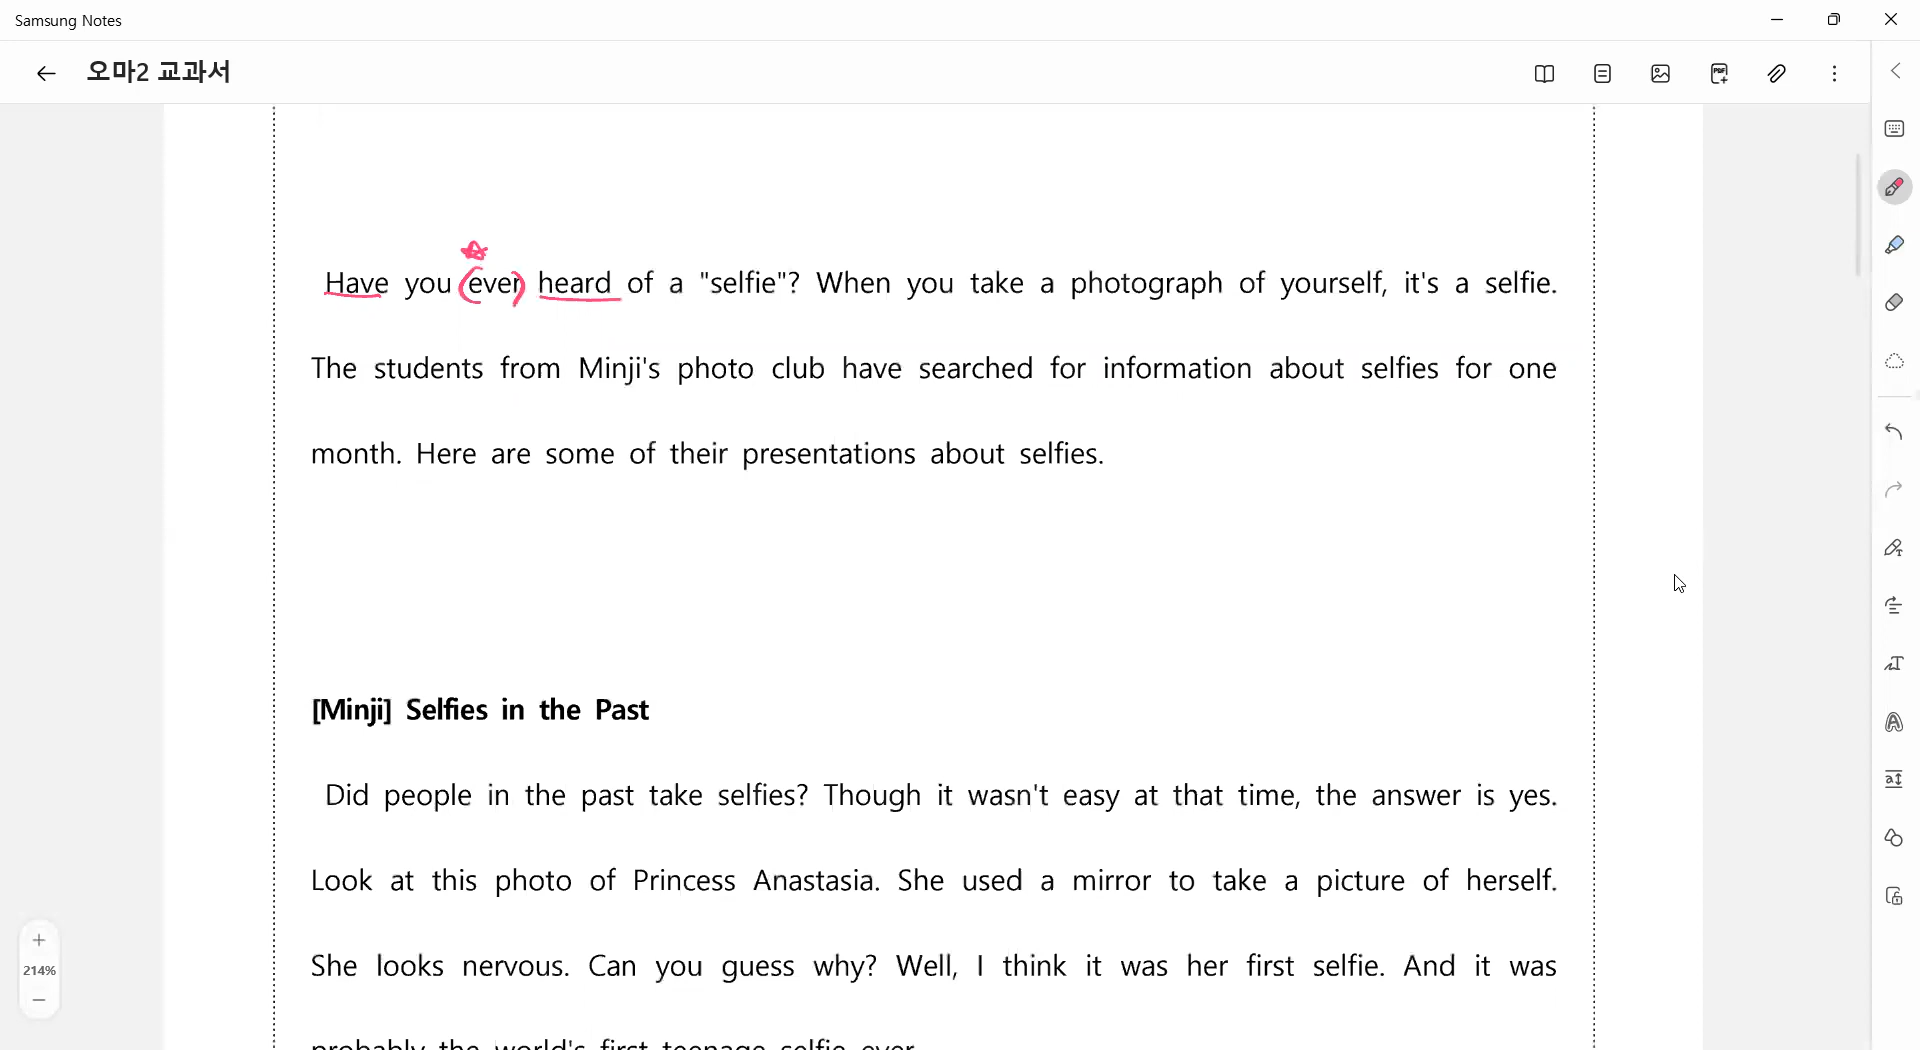 Samsung Notes
오마2 교과서
Have you (ever) heard of a "selfie"? When you take a photograph of yourself, it's a selfie.
The students from Minji's photo club have searched for information about selfies for one
month. Here are some of their presentations about selfies.
[Minji] Selfies in the Past
Did people in the past take selfies? Though it wasn't easy at that time, the answer is yes.
Look at this photo of Princess Anastasia. She used a mirror to take a picture of herself.
She looks nervous. Can you guess why? Well, I think it was her first selfie. And it was
probably the world's first teenage selfie ever
214%